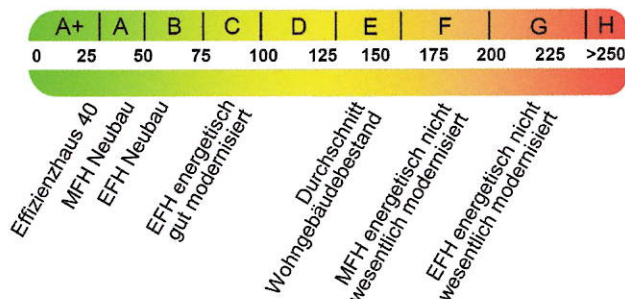 A+ A B C D E F G H
0 25 50 75 100 125 150 175 200 225 >250
Effizienzhaus 40
MFH Neubau
EFH Neubau
EFH energetisch
gut modernisiert
Durchschnitt
Wohngebäudebestand
MFH energetisch nicht
wesentlich modernisiert
EFH energetisch nicht
wesentlich modernisiert